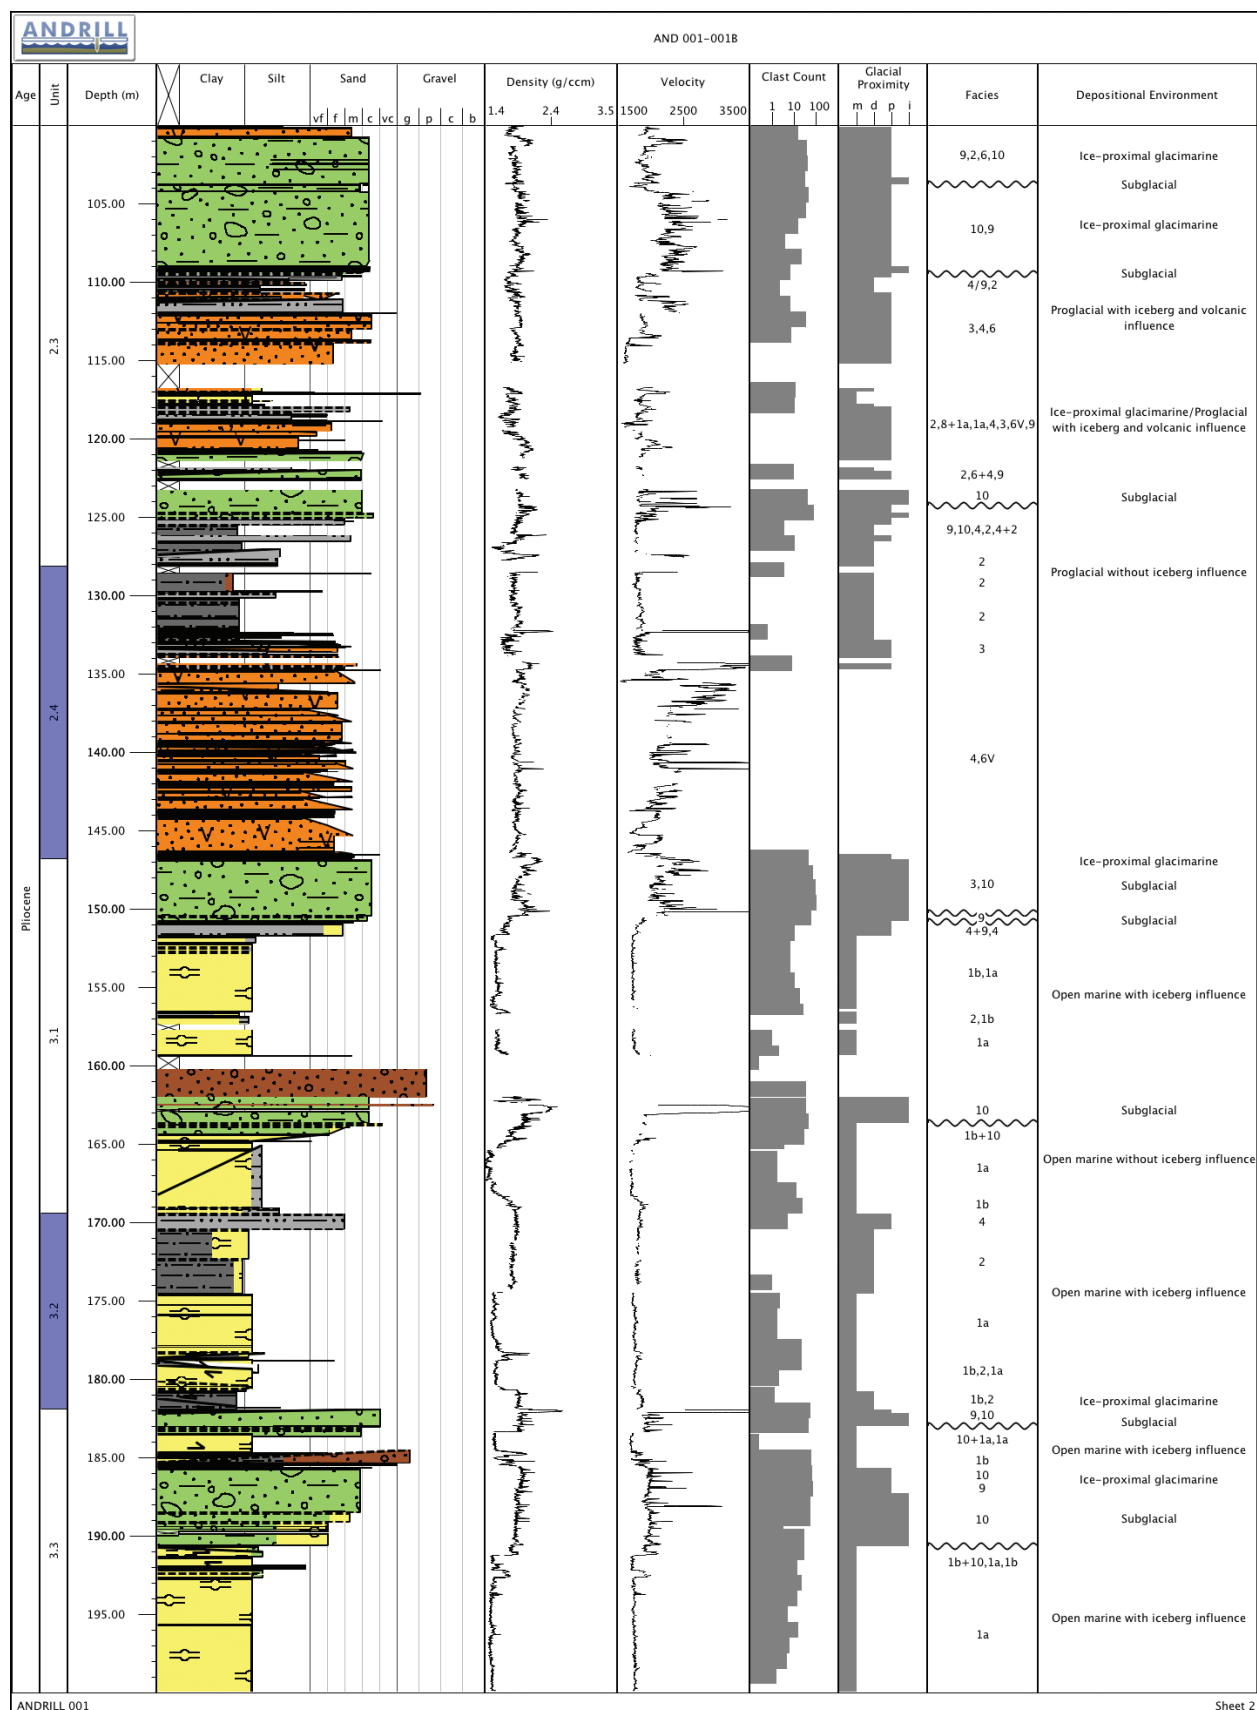 ANDRILL
AND 001-001B
Age
Unit
Depth (m)
Clay
Silt
Sand
Gravel
vf f m c vc g p c b
Density (g/ccm)
1.4 2.4 3.5
Velocity
1500 2500 3500
Clast Count
1 10 100
Glacial
Proximity
m d p i
Facies
Depositional Environment
Pliocene
2.3
2.4
3.1
3.2
3.3
105.00
110.00
115.00
120.00
125.00
130.00
135.00
140.00
145.00
150.00
155.00
160.00
165.00
170.00
175.00
180.00
185.00
190.00
195.00
9,2,6,10
10,9
4/9,2
3,4,6
2,8+1a,1a,4,3,6V,9
2,6+4,9
10
9,10,4,2,4+2
2
2
2
3
4,6V
3,10
9
4+9,4
1b,1a
2,1b
1a
10
1b+10
1a
1b
4
2
1a
1b,2,1a
1b,2
9,10
10+1a,1a
1b
10
9
10
1b+10,1a,1b
1a
Ice-proximal glacimarine
Subglacial
Ice-proximal glacimarine
Subglacial
Proglacial with iceberg and volcanic
influence
Ice-proximal glacimarine/Proglacial
with iceberg and volcanic influence
Subglacial
Proglacial without iceberg influence
Ice-proximal glacimarine
Subglacial
Subglacial
Open marine with iceberg influence
Subglacial
Open marine without iceberg influence
Open marine with iceberg influence
Ice-proximal glacimarine
Subglacial
Open marine with iceberg influence
Ice-proximal glacimarine
Subglacial
Open marine with iceberg influence
ANDRILL 001
Sheet 2